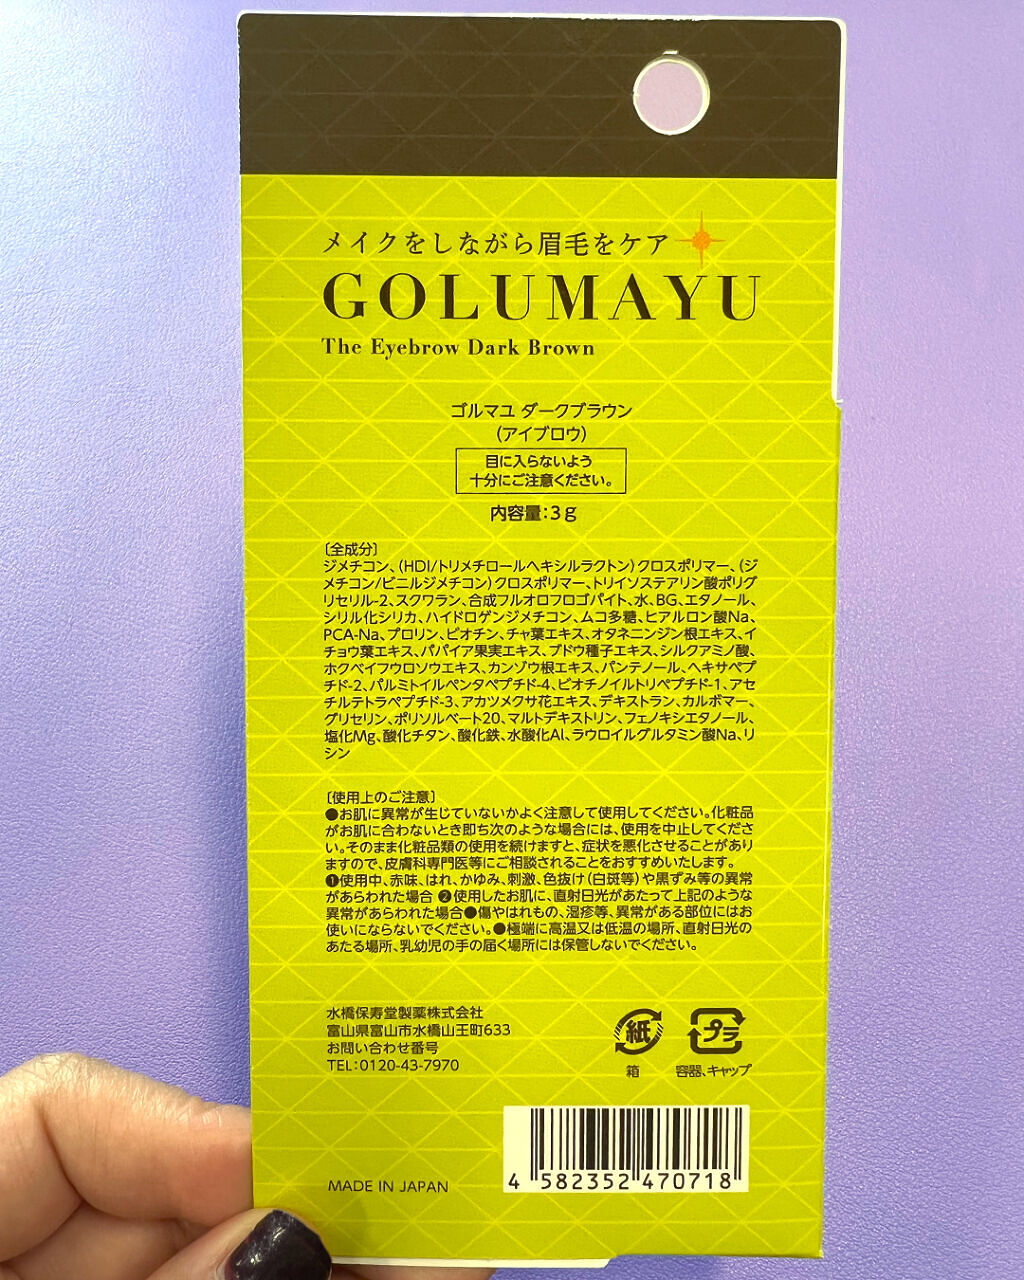 メイクをしながら眉毛をケア
GOLUMAYU
The Eyebrow Dark Brown
ゴルマユ ダークブラウン
(アイブロウ)
目に入らないよう
十分にご注意ください。
内容量:3g
〔全成分〕
ジメチコン、(HDI/トリメチロールヘキシルラクトン)クロスポリマー、(ジ
メチコン/ビニルジメチコン)クロスポリマー、トリイソステアリン酸ポリグ
リセリル-2、スクワラン、合成フルオロフロゴパイト、水、BG、エタノール、
シリル化シリカ、ハイドロゲンジメチコン、ムコ多糖、ヒアルロン酸Na、
PCA-Na、プロリン、ビオチン、チャ葉エキス、オタネニンジン根エキス、イ
チョウ葉エキス、パパイア果実エキス、ブドウ種子エキス、シルクアミノ酸、
ホクベイフウロソウエキス、カンゾウ根エキス、パンテノール、ヘキサペプ
チド-2、パルミトイルペンタペプチド-4、ビオチノイルトリペプチド-1、アセ
チルテトラペプチド-3、アカツメクサ花エキス、デキストラン、カルボマー、
グリセリン、ポリソルベート20、マルトデキストリン、フェノキシエタノール、
塩化Mg、酸化チタン、酸化鉄、水酸化Al、ラウロイルグルタミン酸Na、リ
シン
〔使用上のご注意〕
●お肌に異常が生じていないかよく注意して使用してください。化粧品
がお肌に合わないとき即ち次のような場合には、使用を中止してくださ
い。そのまま化粧品類の使用を続けますと、症状を悪化させることがあり
ますので、皮膚科専門医等にご相談されることをおすすめいたします。
❶使用中、赤味、はれ、かゆみ、刺激、色抜け(白斑等)や黒ずみ等の異常
があらわれた場合 ❷使用したお肌に、直射日光があたって上記のような
異常があらわれた場合●傷やはれもの、湿疹等、異常がある部位にはお
使いにならないでください。●極端に高温又は低温の場所、直射日光の
あたる場所、乳幼児の手の届く場所には保管しないでください。
水橋保寿堂製薬株式会社
富山県富山市水橋山王町633
お問い合わせ番号
TEL:0120-43-7970
紙
プラ
箱
容器、キャップ
4 582352 470718
MADE IN JAPAN